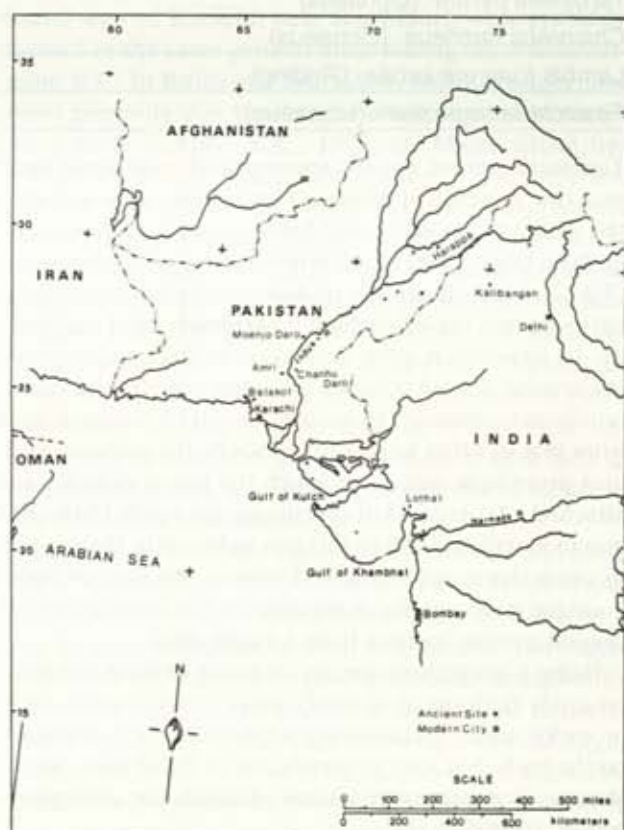 60 65 70 75
35
AFGHANISTAN
30
Harappa
IRAN
Kalibangan
PAKISTAN
Moenjo Daro
Indus R.
Delhi
Amri
Chanhu
Daro
25
Balakot
Karachi
INDIA
OMAN
Gulf of Kutch
Lothal
Narmada
20
ARABIAN SEA
Gulf of Khambhat
Bombay
N
15
Ancient Site
Modern City
SCALE
0 100 200 300 400 500 miles
0 200 400 600 800
kilometers